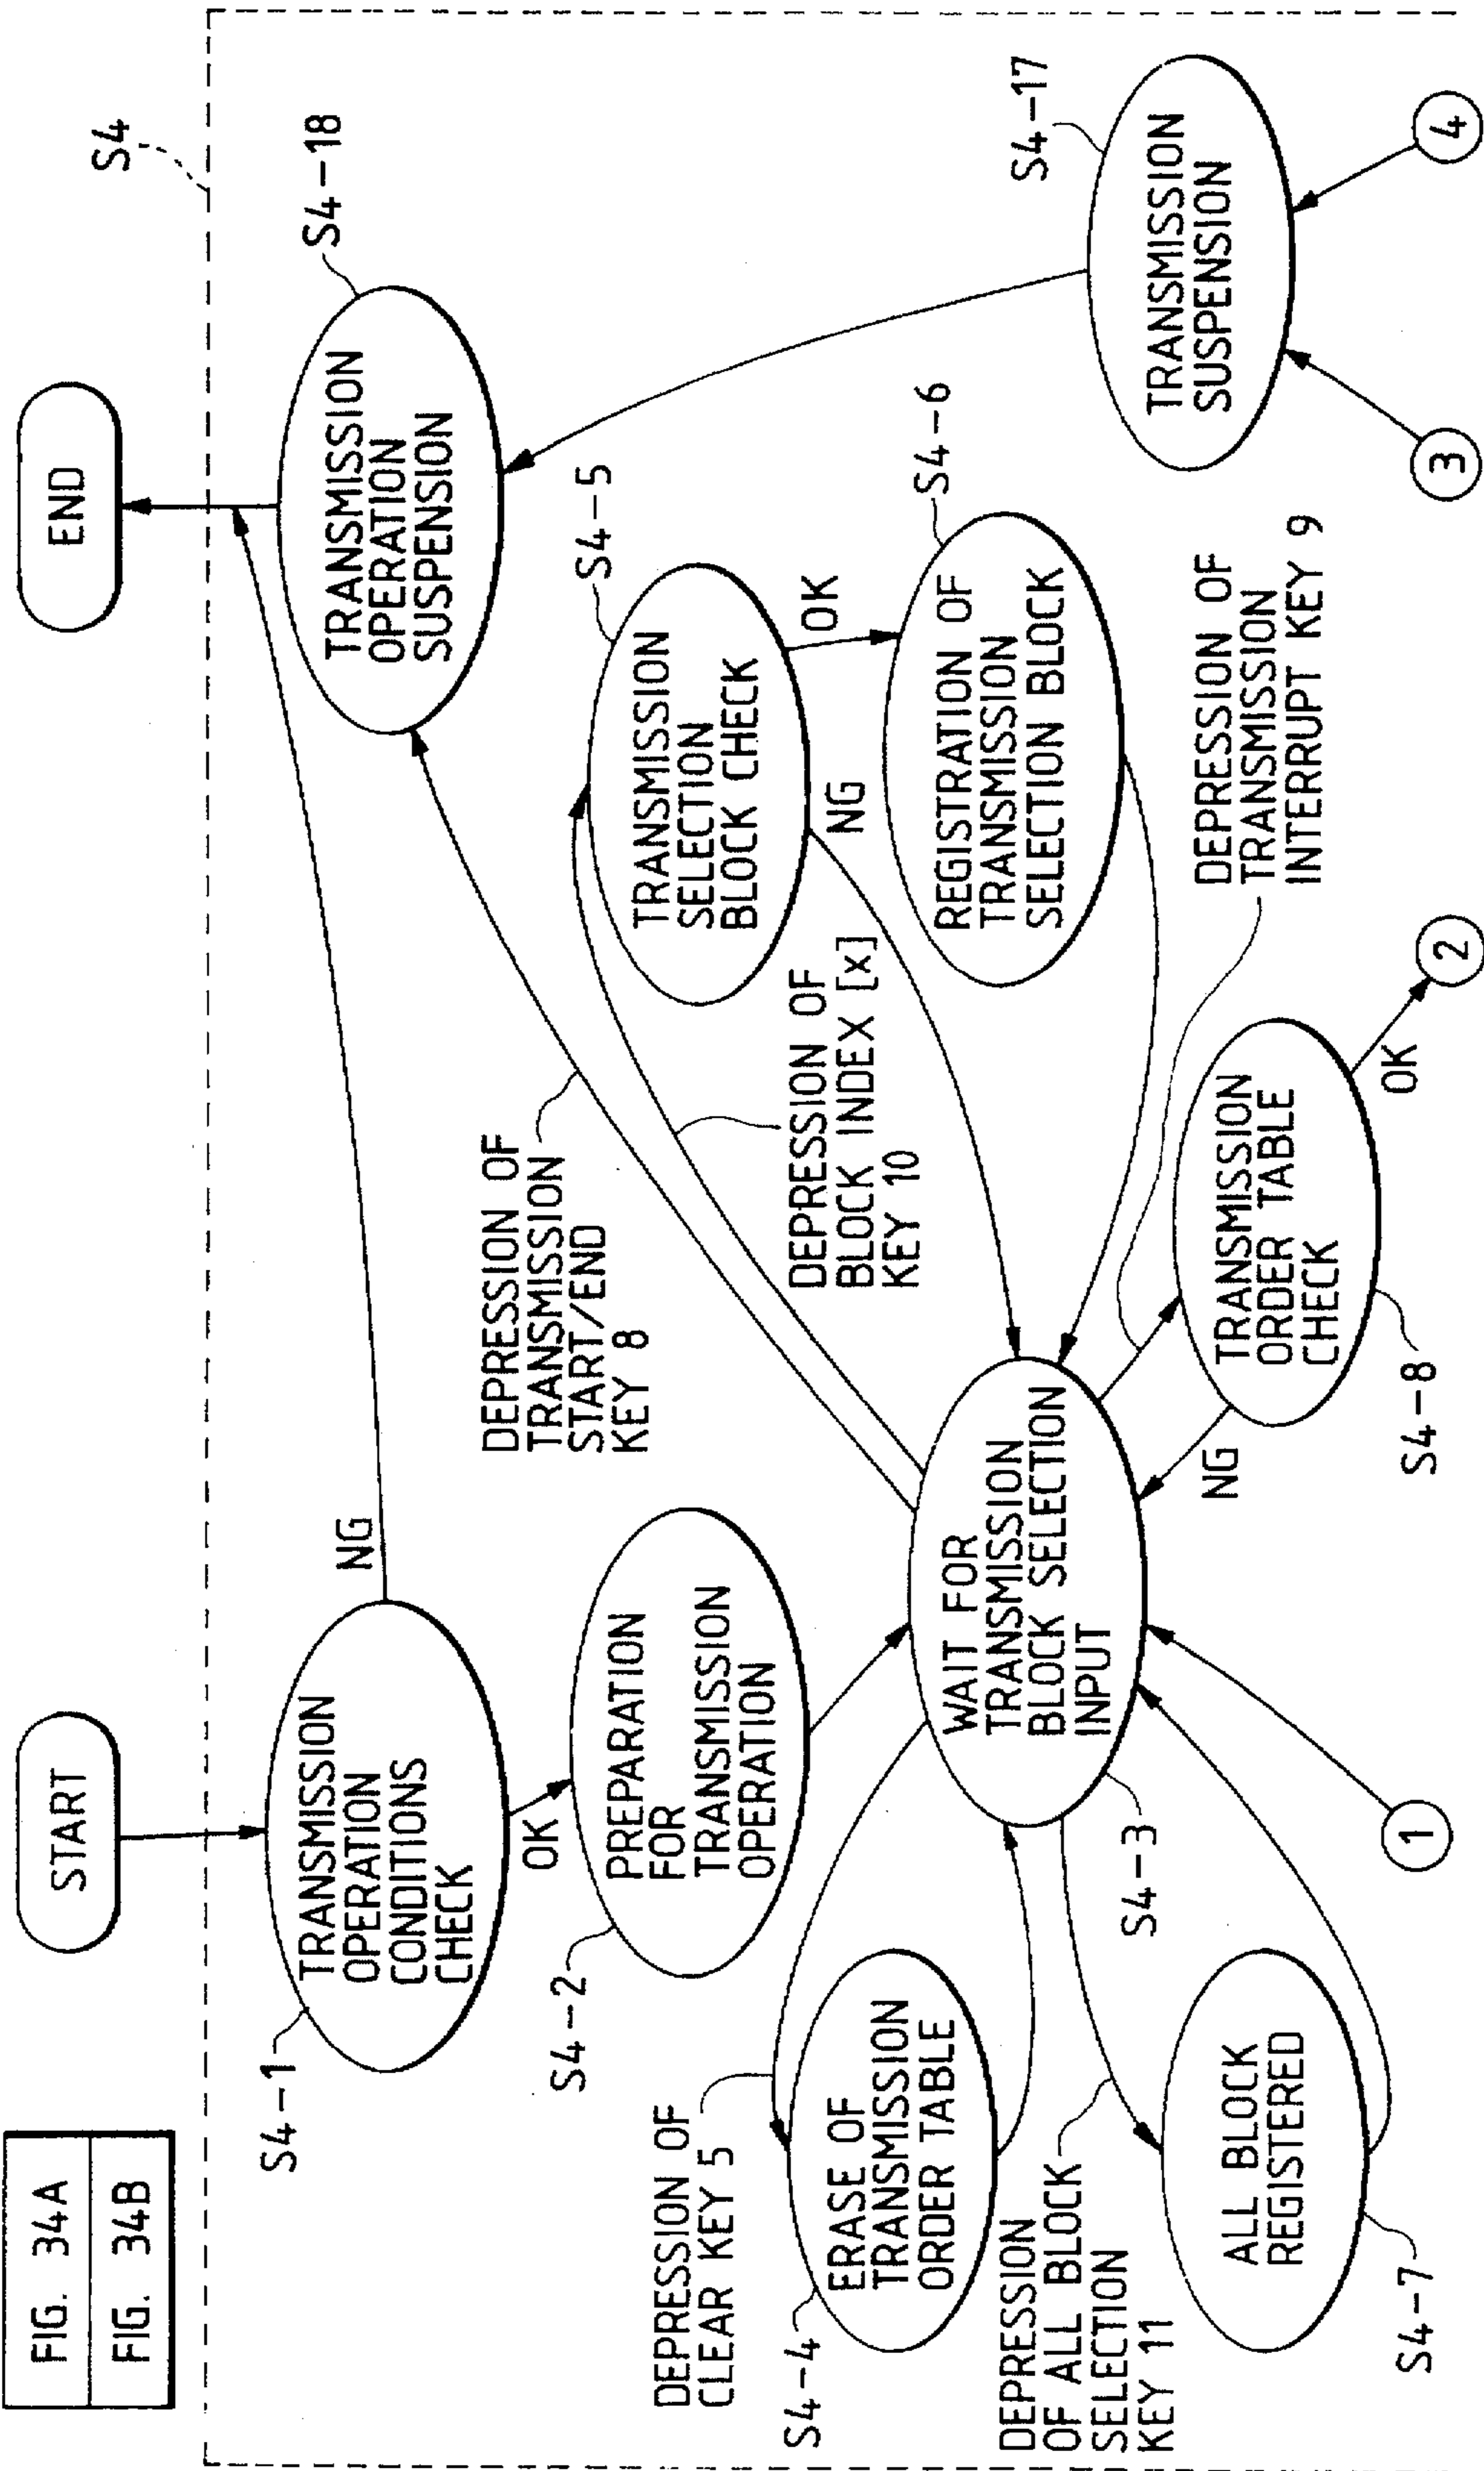 FIG. 34A
FIG. 34B
START
END
S4
S4-1
TRANSMISSION
OPERATION
CONDITIONS
CHECK
NG
OK
S4-18
TRANSMISSION
OPERATION
SUSPENSION
S4-2
PREPARATION
FOR
TRANSMISSION
OPERATION
DEPRESSION OF
TRANSMISSION
START/END
KEY 8
S4-5
TRANSMISSION
SELECTION
BLOCK CHECK
OK
NG
DEPRESSION OF
BLOCK INDEX [x]
KEY 10
S4-6
REGISTRATION OF
TRANSMISSION
SELECTION BLOCK
DEPRESSION OF
CLEAR KEY 5
S4-4
ERASE OF
TRANSMISSION
ORDER TABLE
WAIT FOR
TRANSMISSION
BLOCK SELECTION
INPUT
S4-3
DEPRESSION
OF ALL BLOCK
SELECTION
KEY 11
ALL BLOCK
REGISTERED
S4-7
DEPRESSION OF
TRANSMISSION
INTERRUPT KEY 9
TRANSMISSION
ORDER TABLE
CHECK
NG
OK
S4-8
S4-17
TRANSMISSION
SUSPENSION
1
2
3
4